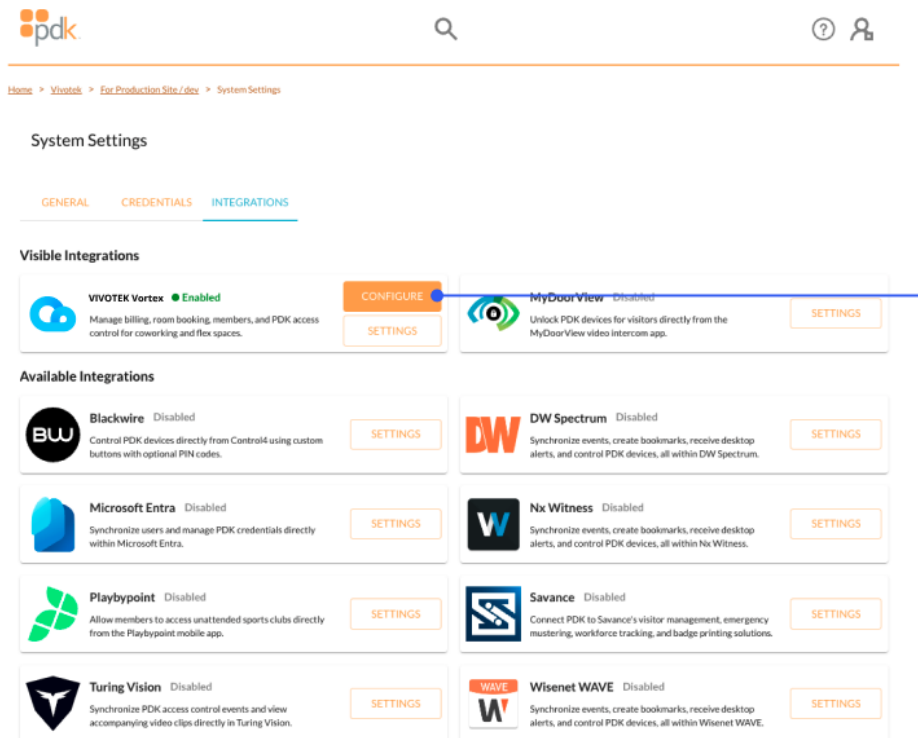 pdk.
Home > Vivotek > For Production Site / dev > System Settings
System Settings
GENERAL CREDENTIALS INTEGRATIONS
Visible Integrations
VIVOTEK Vortex Enabled
Manage billing, room booking, members, and PDK access
control for coworking and flex spaces.
CONFIGURE
SETTINGS
MyDoorView Disabled
Unlock PDK devices for visitors directly from the
MyDoorView video intercom app.
SETTINGS
Available Integrations
BW
Blackwire Disabled
Control PDK devices directly from Control4 using custom
buttons with optional PIN codes.
SETTINGS
DW
DW Spectrum Disabled
Synchronize events, create bookmarks, receive desktop
alerts, and control PDK devices, all within DW Spectrum.
SETTINGS
Microsoft Entra Disabled
Synchronize users and manage PDK credentials directly
within Microsoft Entra.
SETTINGS
W
Nx Witness Disabled
Synchronize events, create bookmarks, receive desktop
alerts, and control PDK devices, all within Nx Witness.
SETTINGS
Playbypoint Disabled
Allow members to access unattended sports clubs directly
from the Playbypoint mobile app.
SETTINGS
Savance Disabled
Connect PDK to Savance's visitor management, emergency
mustering, workforce tracking, and badge printing solutions.
SETTINGS
Turing Vision Disabled
Synchronize PDK access control events and view
accompanying video clips directly in Turing Vision.
SETTINGS
WAVE
W
Wisenet WAVE Disabled
Synchronize events, create bookmarks, receive desktop
alerts, and control PDK devices, all within Wisenet WAVE.
SETTINGS